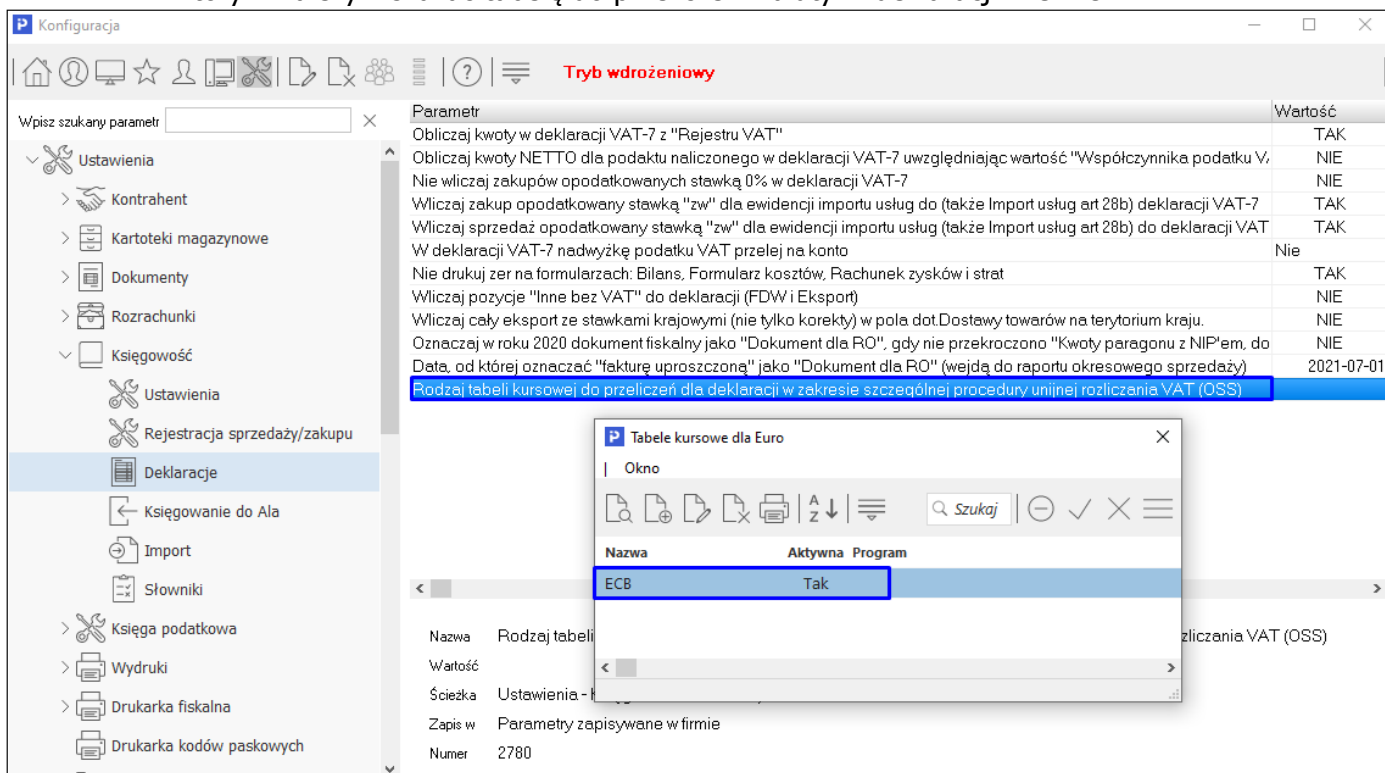 Konfiguracja
Tryb wdrożeniowy
Wpisz szukany parametr
Ustawienia
Kontrahent
Kartoteki magazynowe
Dokumenty
Rozrachunki
Księgowość
Ustawienia
Rejestracja sprzedaży/zakupu
Deklaracje
Księgowanie do Ala
Import
Słowniki
Księga podatkowa
Wydruki
Drukarka fiskalna
Drukarka kodów paskowych
Parametr Wartość
Obliczaj kwoty w deklaracji VAT-7 z "Rejestru VAT" TAK
Obliczaj kwoty NETTO dla podaktu naliczonego w deklaracji VAT-7 uwzględniając wartość "Współczynnika podatku V NIE
Nie wliczaj zakupów opodatkowanych stawką 0% w deklaracji VAT-7 NIE
Wliczaj zakup opodatkowany stawką "zw" dla ewidencji importu usług do (także Import usług art 28b) deklaracji VAT-7 TAK
Wliczaj sprzedaż opodatkowany stawką "zw" dla ewidencji importu usług (także Import usług art 28b) do deklaracji VAT TAK
W deklaracji VAT-7 nadwyżkę podatku VAT przelej na konto Nie
Nie drukuj zer na formularzach: Bilans, Formularz kosztów, Rachunek zysków i strat TAK
Wliczaj pozycje "Inne bez VAT" do deklaracji (FDW i Eksport) NIE
Wliczaj cały eksport ze stawkami krajowymi (nie tylko korekty) w pola dot.Dostawy towarów na terytorium kraju. NIE
Oznaczaj w roku 2020 dokument fiskalny jako "Dokument dla RO", gdy nie przekroczono "Kwoty paragonu z NIP'em, do NIE
Data, od której oznaczać "fakturę uproszczoną" jako "Dokument dla RO" (wejdą do raportu okresowego sprzedaży) 2021-07-01
Rodzaj tabeli kursowej do przeliczeń dla deklaracji w zakresie szczególnej procedury unijnej rozliczania VAT (OSS)
Tabele kursowe dla Euro
Okno
Szukaj
Nazwa Aktywna Program
ECB Tak
Nazwa Rodzaj tabeli zliczania VAT (OSS)
Wartość
Ścieżka Ustawienia -
Zapis w Parametry zapisywane w firmie
Numer 2780